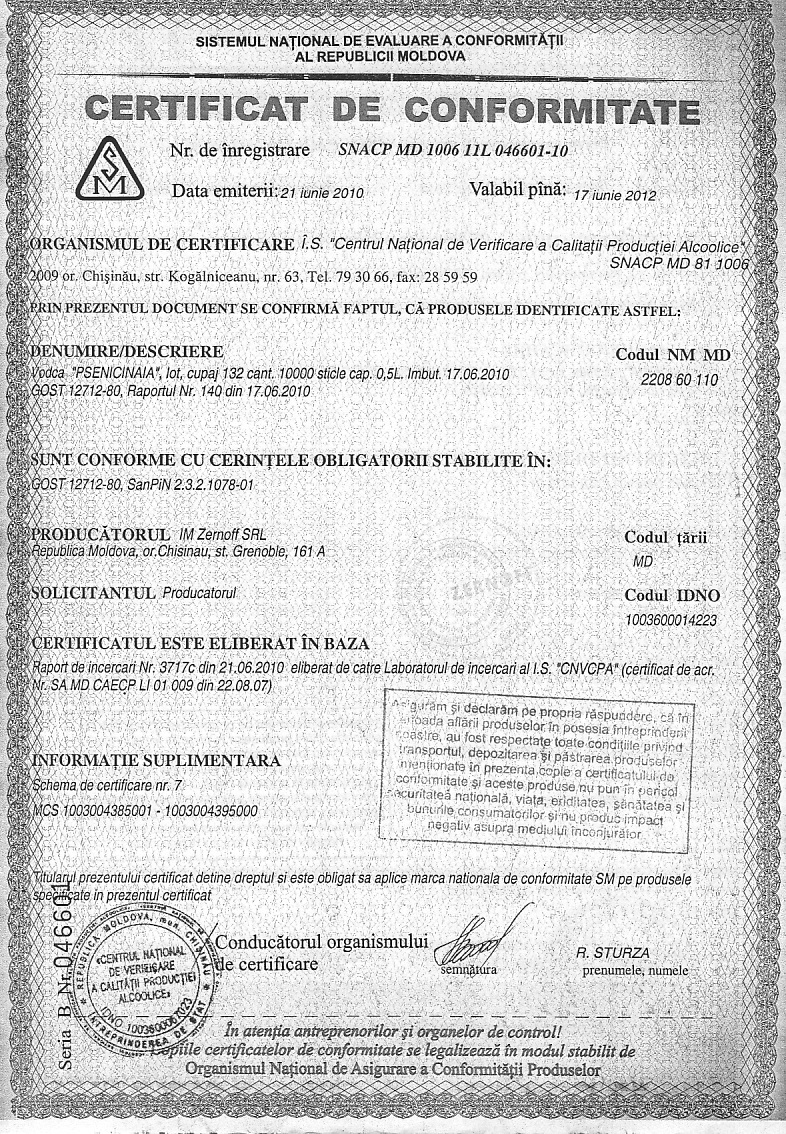 SISTEMUL NAȚIONAL DE EVALUARE A CONFORMITĂȚII
AL REPUBLICII MOLDOVA
CERTIFICAT DE CONFORMITATE
SM
Nr. de înregistrare SNACP MD 1006 11L 046601-10
Data emiterii: 21 iunie 2010 Valabil pînă: 17 iunie 2012
ORGANISMUL DE CERTIFICARE Î.S. "Centrul Național de Verificare a Calitații Producției Alcoolice"
SNACP MD 81 1006
2009 or. Chişinău, str. Kogălniceanu, nr. 63, Tel. 79 30 66, fax: 28 59 59
PRIN PREZENTUL DOCUMENT SE CONFIRMĂ FAPTUL, CĂ PRODUSELE IDENTIFICATE ASTFEL:
DENUMIRE/DESCRIERE Codul NM MD
Vodca "PSENICINAIA", lot, cupaj 132 cant. 10000 sticle cap. 0,5L. Imbut. 17.06.2010
2208 60 110
GOST 12712-80, Raportul Nr. 140 din 17.06.2010
SUNT CONFORME CU CERINȚELE OBLIGATORII STABILITE ÎN:
GOST 12712-80, SanPiN 2.3.2.1078-01
PRODUCĂTORUL IM Zernoff SRL Codul țării
Republica Moldova, or.Chisinau, st. Grenoble, 161 A
MD
ZERNOFF
SOLICITANTUL Producatorul Codul IDNO
1003600014223
CERTIFICATUL ESTE ELIBERAT ÎN BAZA
Raport de incercari Nr. 3717c din 21.06.2010 eliberat de catre Laboratorul de incercari al I.S. "CNVCPA" (certificat de acr.
Nr. SA MD CAECP LI 01 009 din 22.08.07)
Asigurăm și declarăm pe propria răspundere, că în
perioada aflării produselor în posesia întreprinderii
noastre, au fost respectate toate condițiile privind
transportul, depozitarea și păstrarea produselor
menționate în prezenta copie a certificatului de
conformitate și aceste produse nu pun în pericol
securitatea națională, viața, eriditatea, sănătatea și
bunurile consumatorilor și nu produc impact
negativ asupra mediului înconjurător
INFORMAȚIE SUPLIMENTARA
Schema de certificare nr. 7
MCS 1003004385001 - 1003004395000
Titularul prezentului certificat detine dreptul si este obligat sa aplice marca nationala de conformitate SM pe produsele
specificate in prezentul certificat
Seria B Nr. 046601
REPUBLICA MOLDOVA, mun. CHIȘINĂU
«CENTRUL NAȚIONAL
DE VERIFICARE
A CALITĂȚII PRODUCȚIEI
ALCOOLICE»
ÎNTREPRINDEREA DE STAT
Conducătorul organismului
de certificare
semnătura
R. STURZA
prenumele, numele
În atenția antreprenorilor și organelor de control!
Copiile certificatelor de conformitate se legalizează în modul stabilit de
Organismul Național de Asigurare a Conformității Produselor